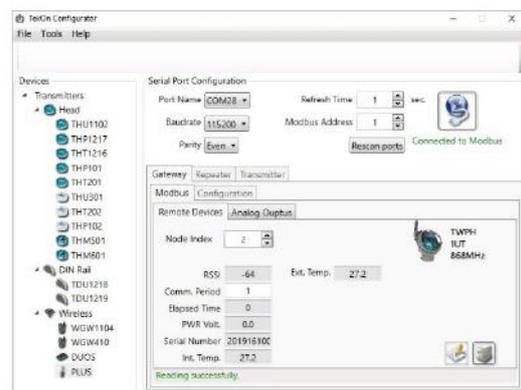 TekOn Configurator
File Tools Help
Devices
Transmitters
Head
THU1102
THP1217
THT1216
THP101
THT201
THU301
THT202
THP102
THM501
THM601
DIN Rail
TDU1218
TDU1219
Wireless
WGW1104
WGW410
DUOS
PLUS
Serial Port Configuration
Port Name COM28 Refresh Time 1 sec.
Baudrate 115200 Modbus Address 1
Parity Even Rescan ports Connected to Modbus
Gateway Repeater Transmitter
Modbus Configuration
Remote Devices Analog Ouptus
Node Index 2
TWPH
IUT
868MHz
RSSI -64 Ext. Temp. 27.2
Comm. Period 1
Elapsed Time 0
PWR Volt. 0.0
Serial Number 20191610C
Int. Temp. 27.2
Reading successfully.